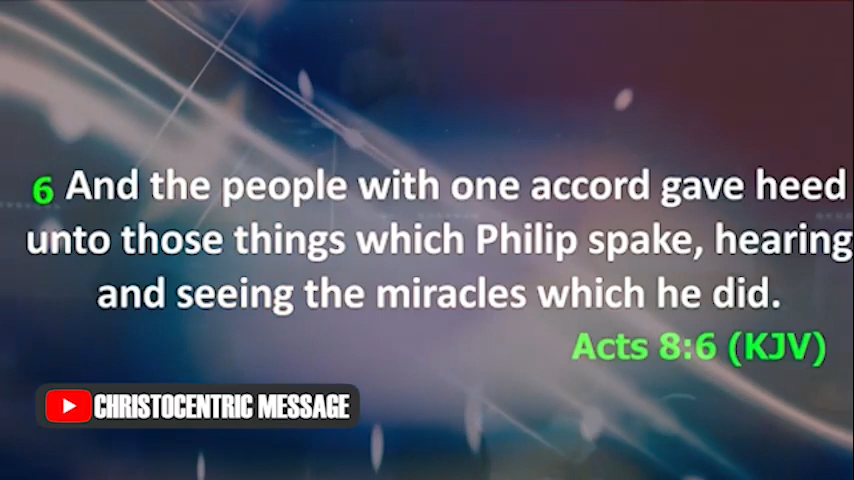 6 And the people with one accord gave heed
unto those things which Philip spake, hearing
and seeing the miracles which he did.
Acts 8:6 (KJV)
CHRISTOCENTRIC MESSAGE